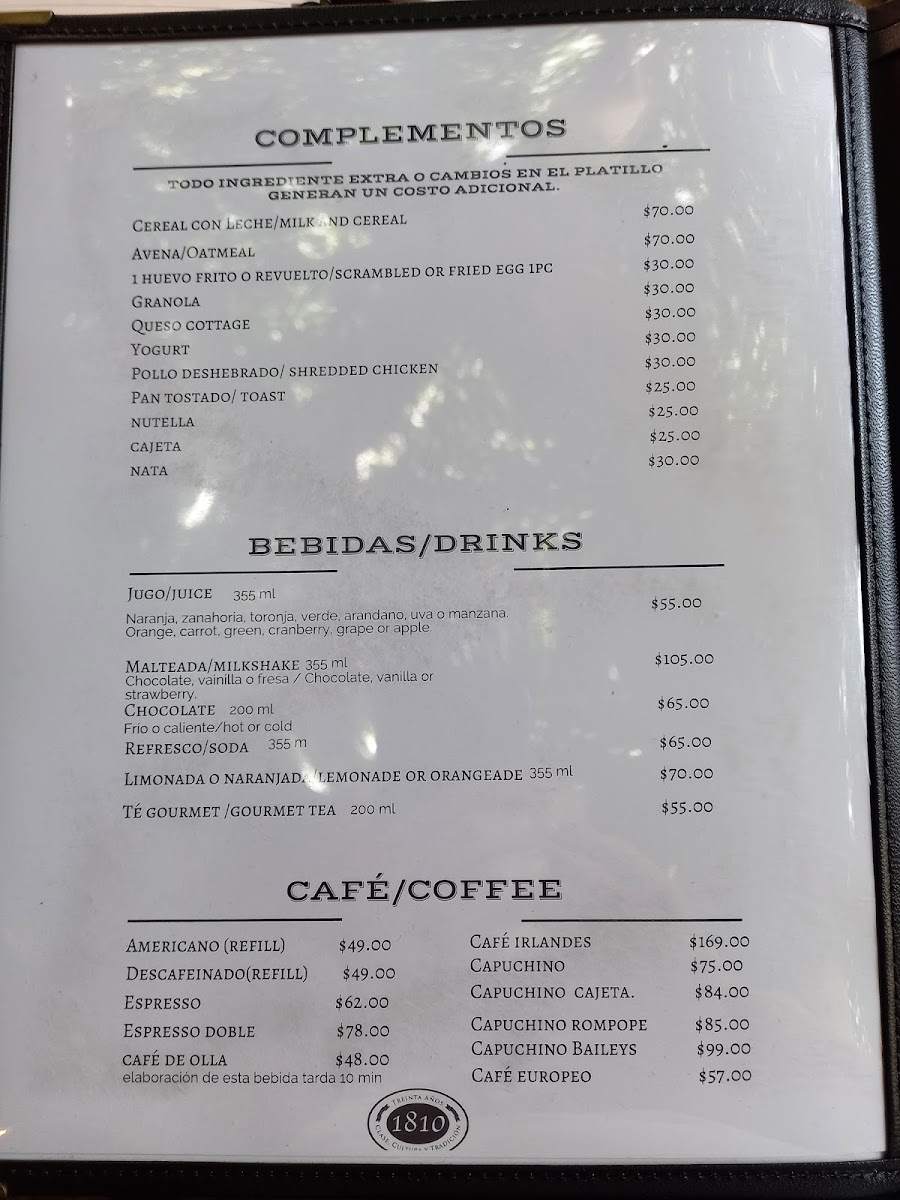 COMPLEMENTOS
TODO INGREDIENTE EXTRA O CAMBIOS EN EL PLATILLO
GENERAN UN COSTO ADICIONAL.
CEREAL CON LECHE/MILK AND CEREAL $70.00
AVENA/OATMEAL $70.00
1 HUEVO FRITO O REVUELTO/SCRAMBLED OR FRIED EGG 1PC $30.00
GRANOLA $30.00
QUESO COTTAGE $30.00
YOGURT $30.00
POLLO DESHEBRADO/ SHREDDED CHICKEN $30.00
PAN TOSTADO/ TOAST $25.00
NUTELLA $25.00
CAJETA $25.00
NATA $30.00
BEBIDAS/DRINKS
JUGO/JUICE 355 ml $55.00
Naranja, zanahoria, toronja, verde, arandano, uva o manzana.
Orange, carrot, green, cranberry, grape or apple.
MALTEADA/MILKSHAKE 355 ml $105.00
Chocolate, vainilla o fresa / Chocolate, vanilla or
strawberry.
CHOCOLATE 200 ml $65.00
Frio o caliente/hot or cold
REFRESCO/SODA 355 m $65.00
LIMONADA O NARANJADA/LEMONADE OR ORANGEADE 355 ml $70.00
TÉ GOURMET /GOURMET TEA 200 ml $55.00
CAFÉ/COFFEE
AMERICANO (REFILL) $49.00
DESCAFEINADO(REFILL) $49.00
ESPRESSO $62.00
ESPRESSO DOBLE $78.00
CAFÉ DE OLLA $48.00
elaboración de esta bebida tarda 10 min
CAFÉ IRLANDES $169.00
CAPUCHINO $75.00
CAPUCHINO CAJETA. $84.00
CAPUCHINO ROMPOPE $85.00
CAPUCHINO BAILEYS $99.00
CAFÉ EUROPEO $57.00
TREINTA AÑOS
1810
CLASE, CULTURA Y TRADICIÓN